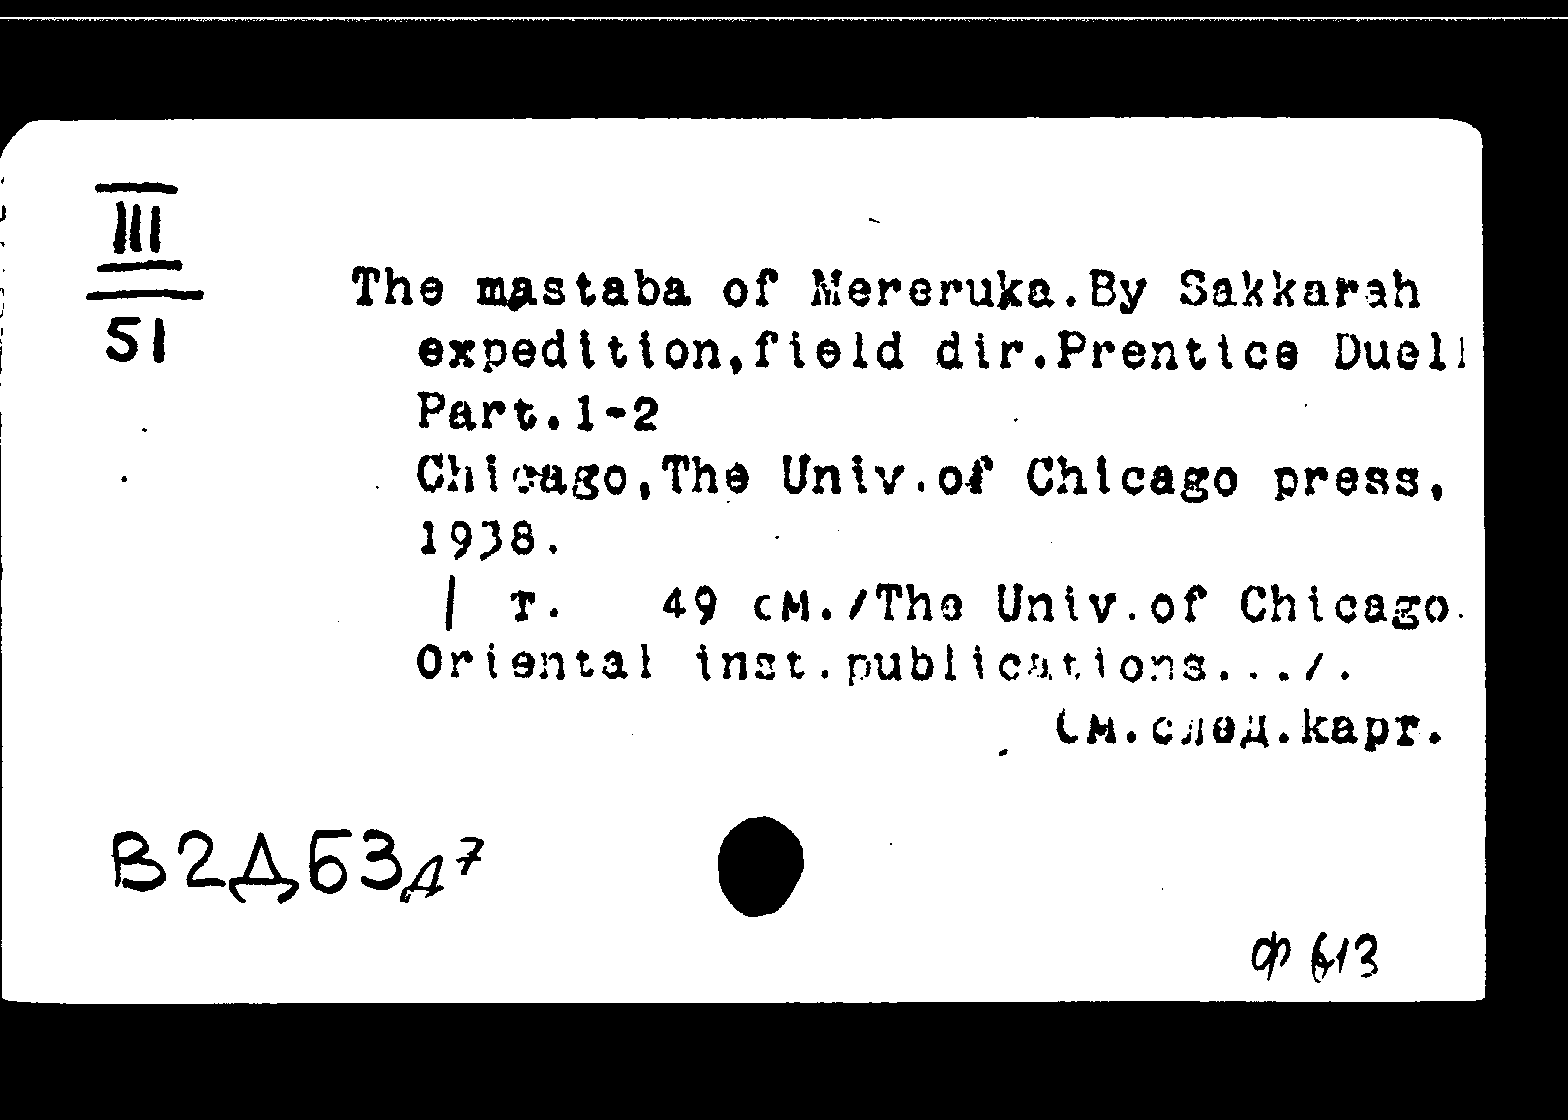 III
51
The mastaba of Mereruka.By Sakkarah
expedition,field dir.Prentice Duell
Part.1-2
Chicago,The Univ.of Chicago press,
1938.
| т. 49 см./The Univ.of Chicago.
Oriental inst.publications.../.
См.след.карт.
В2Д63д7
Ф 613